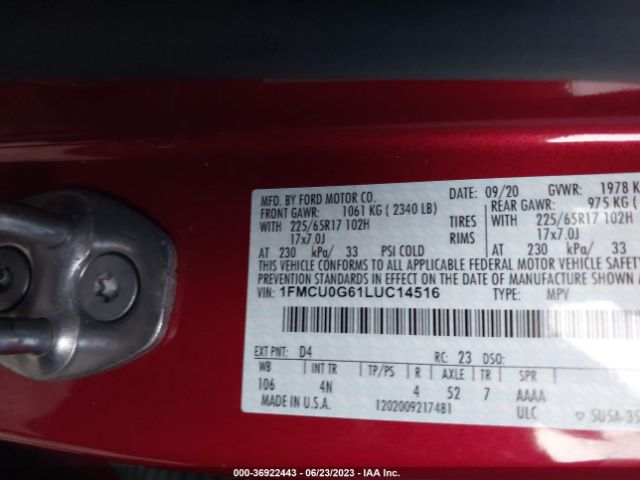 MFD. BY FORD MOTOR CO.
DATE: 09/20 GVWR: 1978 K
FRONT GAWR: 1061 KG ( 2340 LB)
REAR GAWR: 975 KG (
WITH 225/65R17 102H TIRES WITH 225/65R17 102H
17x7.0J RIMS 17x7.0J
AT 230 kPa/ 33 PSI COLD AT 230 kPa/ 33
THIS VEHICLE CONFORMS TO ALL APPLICABLE FEDERAL MOTOR VEHICLE SAFETY
PREVENTION STANDARDS IN EFFECT ON THE DATE OF MANUFACTURE SHOWN
VIN: 1FMCU0G61LUC14516 TYPE: MPV
EXT PNT: D4 RC: 23 DSO:
WB INT TR TP/PS R AXLE TR SPR
106 4N 4 52 7 AAAA
MADE IN U.S.A. 1202009217481 ULC SU5A-35
© 36922443 - 06/23/2023 - IAA Inc.